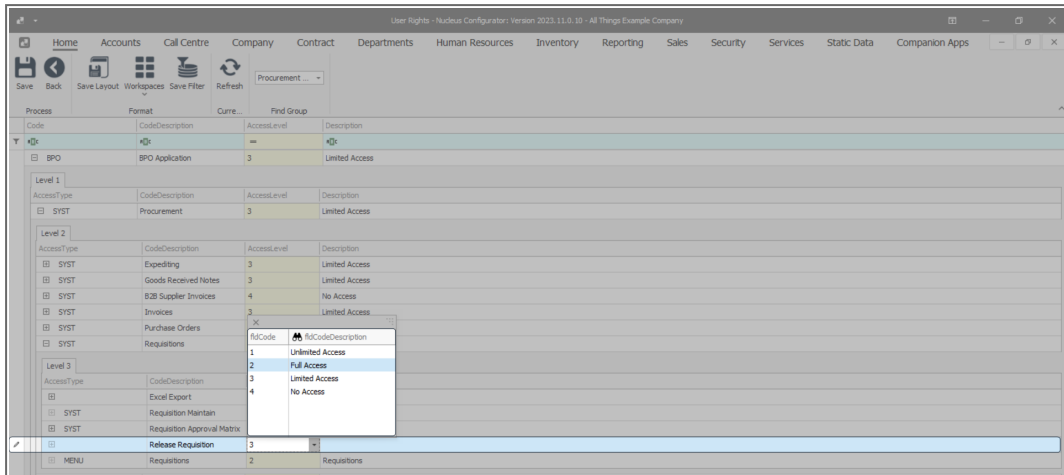 User Rights - Nucleus Configurator: Version 2023.11.0.10 - All Things Example Company
Home Accounts Call Centre Company Contract Departments Human Resources Inventory Reporting Sales Security Services Static Data Companion Apps
Save Back Save Layout Workspaces Save Filter Refresh Procurement ...
Process Format Curre... Find Group
Code CodeDescription AccessLevel Description
=
BPO BPO Application 3 Limited Access
Level 1
AccessType CodeDescription AccessLevel Description
SYST Procurement 3 Limited Access
Level 2
AccessType CodeDescription AccessLevel Description
SYST Expediting 3 Limited Access
SYST Goods Received Notes 3 Limited Access
SYST B2B Supplier Invoices 4 No Access
SYST Invoices 3 Limited Access
SYST Purchase Orders
SYST Requisitions
fldCode fldCodeDescription
1 Unlimited Access
2 Full Access
3 Limited Access
4 No Access
Level 3
AccessType CodeDescription
Excel Export
SYST Requisition Maintain
SYST Requisition Approval Matrix
Release Requisition 3
MENU Requisitions 2 Requisitions